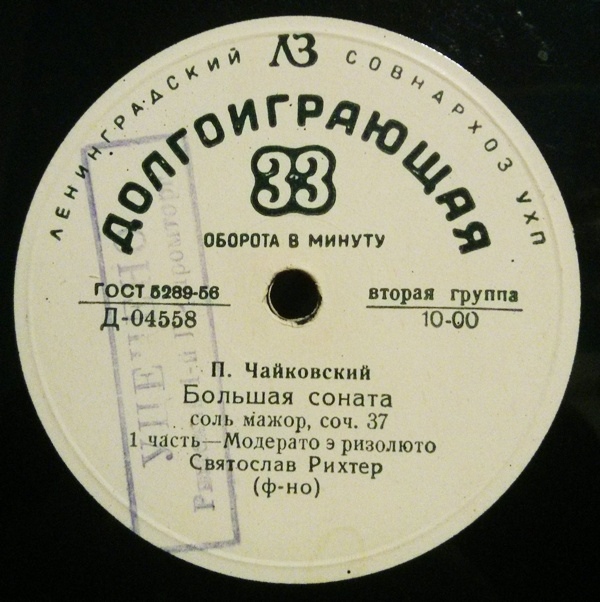 ЛЕНИНГРАДСКИЙ ЛЗ СОВНАРХОЗ УХП
ДОЛГОИГРАЮЩАЯ
33
ОБОРОТА В МИНУТУ
ГОСТ 5289-56
Д-04558
вторая группа
10-00
П. Чайковский
Большая соната
соль мажор, соч. 37
1. часть—Модерато э ризолюто
Святослав Рихтер
(ф-но)